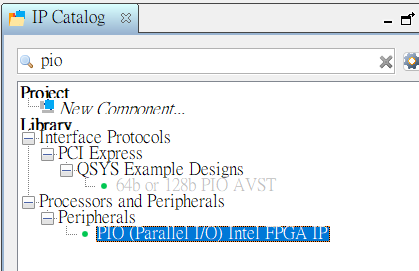 IP Catalog
pio
Project
New Component...
Library
Interface Protocols
PCI Express
QSYS Example Designs
64b or 128b PIO AVST
Processors and Peripherals
Peripherals
PIO (Parallel I/O) Intel FPGA IP